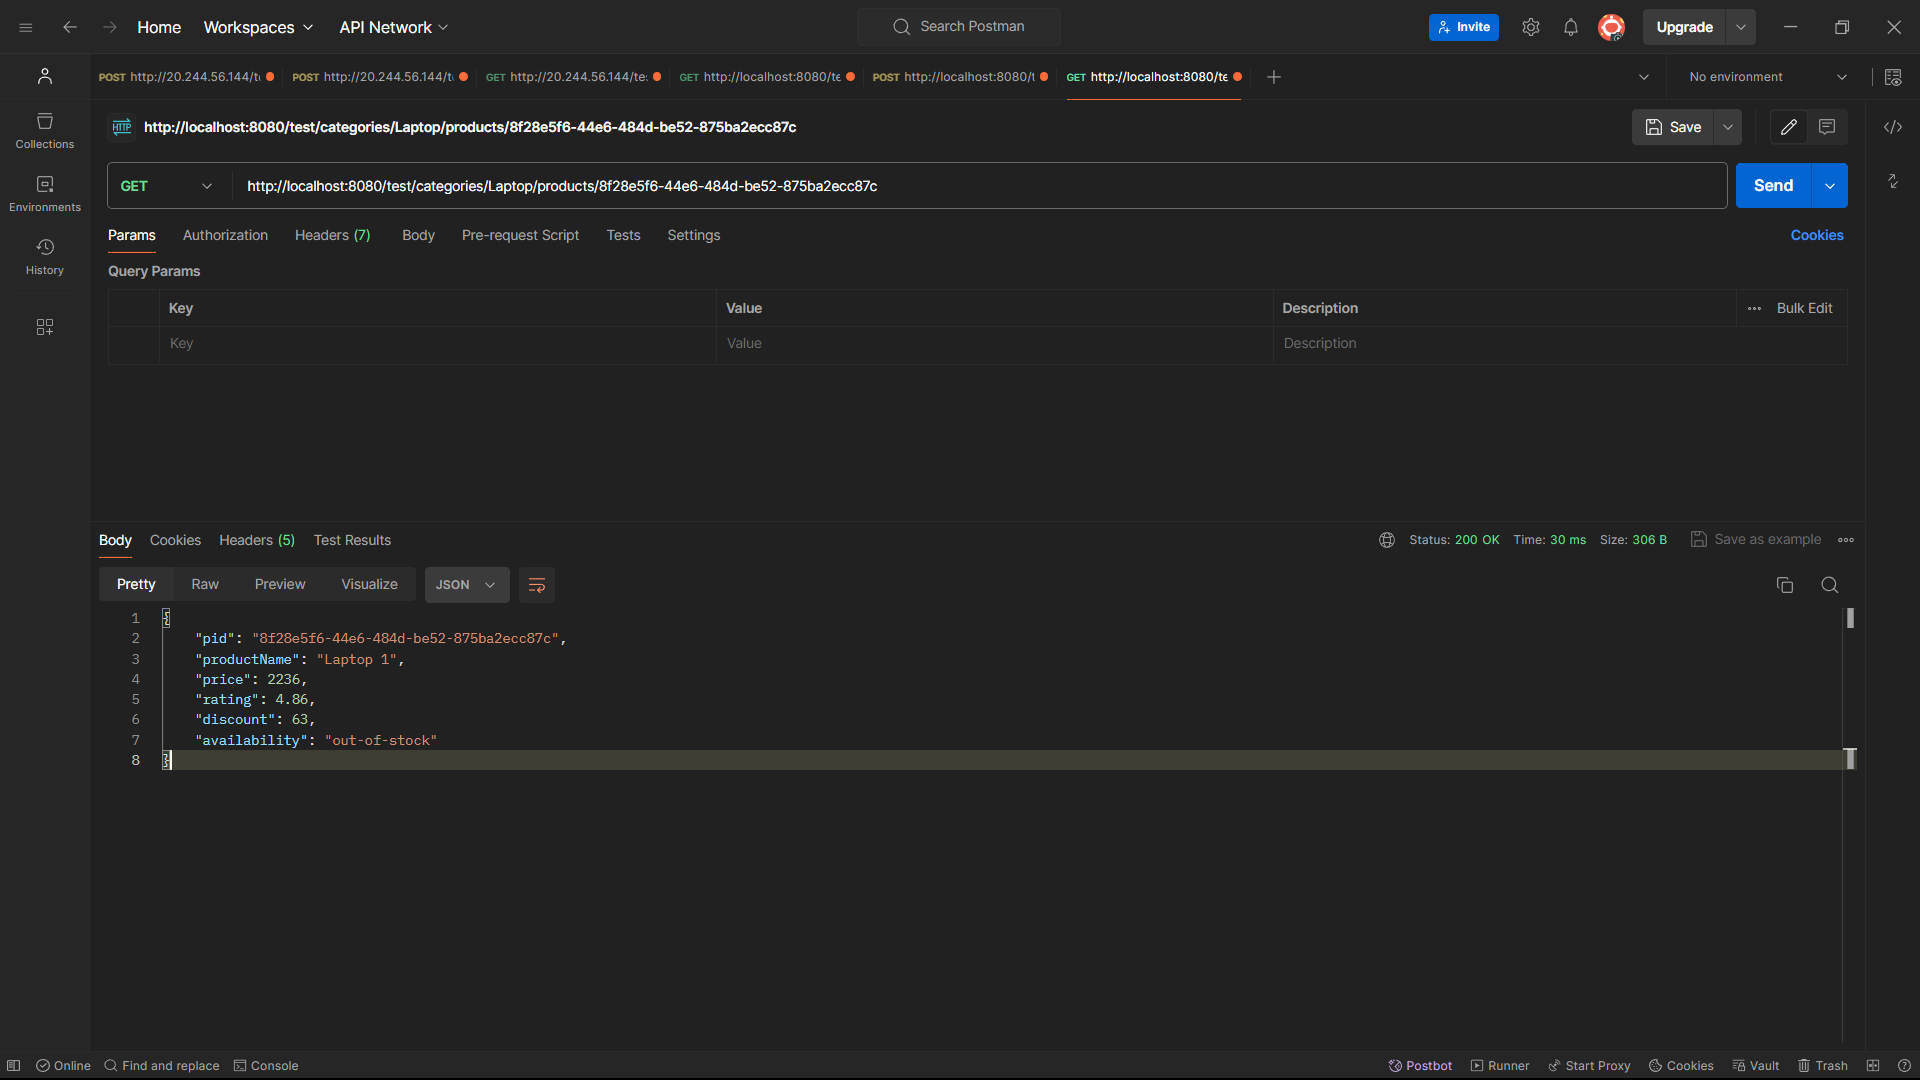 Home Workspaces API Network Search Postman Invite Upgrade
POST http://20.244.56.144/t POST http://20.244.56.144/t GET http://20.244.56.144/te GET http://localhost:8080/te POST http://localhost:8080/t GET http://localhost:8080/te No environment
HTTP http://localhost:8080/test/categories/Laptop/products/8f28e5f6-44e6-484d-be52-875ba2ecc87c Save
Collections
GET http://localhost:8080/test/categories/Laptop/products/8f28e5f6-44e6-484d-be52-875ba2ecc87c Send
Environments
Params Authorization Headers (7) Body Pre-request Script Tests Settings Cookies
History
Query Params
Key Value Description Bulk Edit
Key Value Description
Body Cookies Headers (5) Test Results Status: 200 OK Time: 30 ms Size: 306 B Save as example
Pretty Raw Preview Visualize JSON
1 {
2 "pid": "8f28e5f6-44e6-484d-be52-875ba2ecc87c",
3 "productName": "Laptop 1",
4 "price": 2236,
5 "rating": 4.86,
6 "discount": 63,
7 "availability": "out-of-stock"
8 }
Online Find and replace Console Postbot Runner Start Proxy Cookies Vault Trash